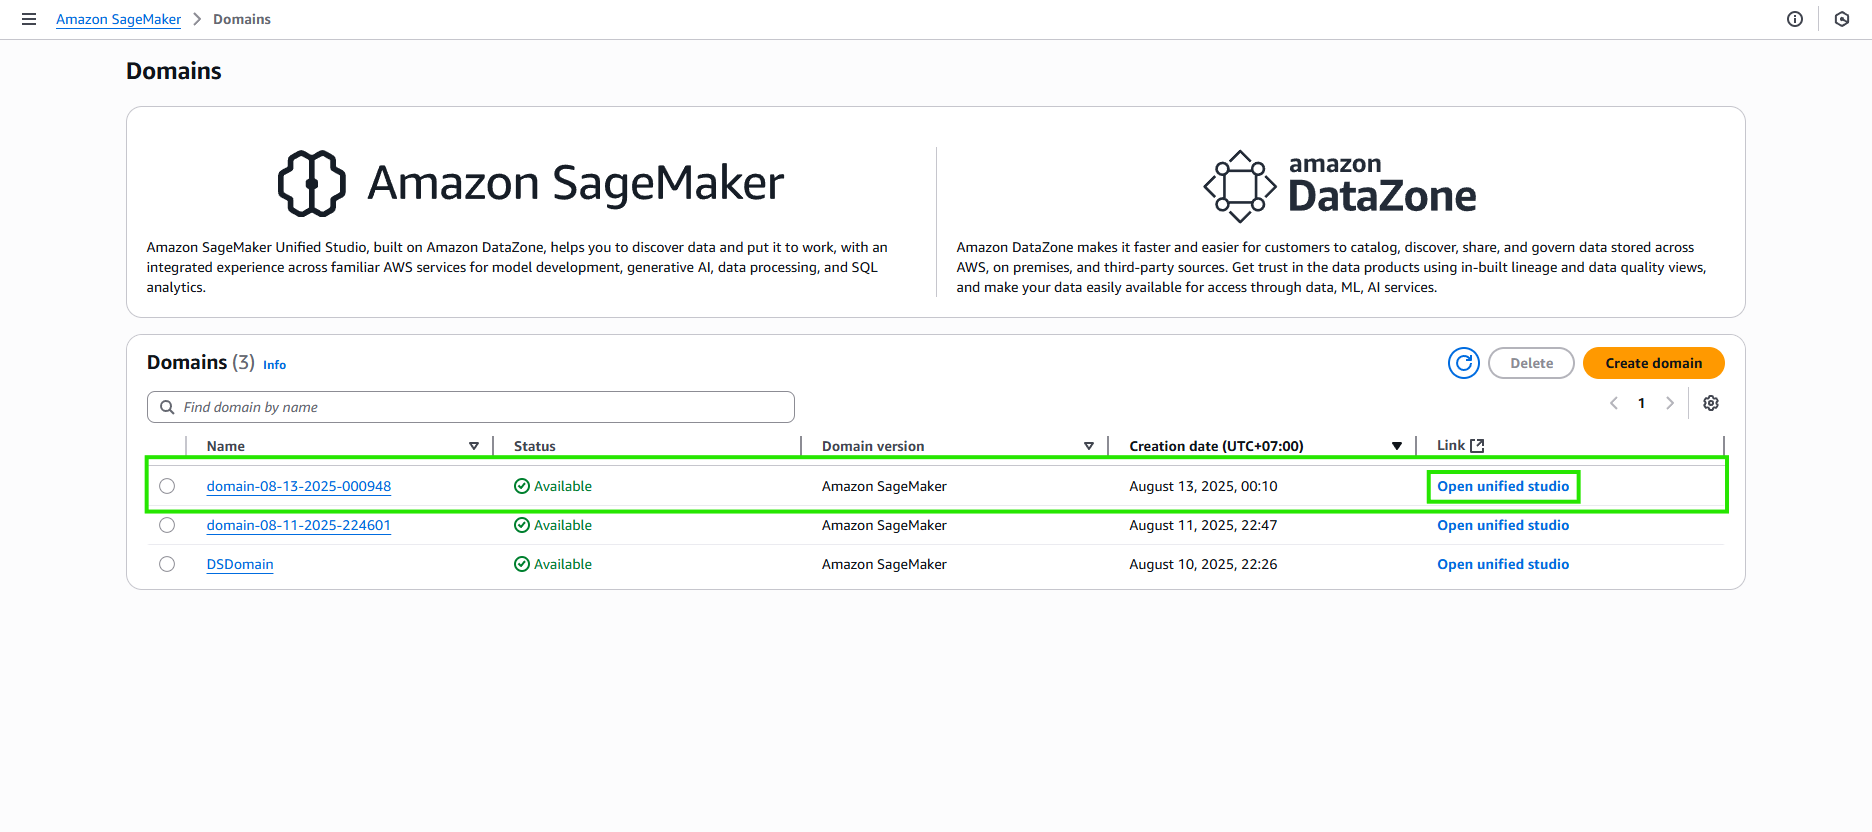 Amazon SageMaker > Domains
Domains
Amazon SageMaker
Amazon SageMaker Unified Studio, built on Amazon DataZone, helps you to discover data and put it to work, with an
integrated experience across familiar AWS services for model development, generative AI, data processing, and SQL
analytics.
amazon
DataZone
Amazon DataZone makes it faster and easier for customers to catalog, discover, share, and govern data stored across
AWS, on premises, and third-party sources. Get trust in the data products using in-built lineage and data quality views,
and make your data easily available for access through data, ML, AI services.
Domains (3) Info
Delete
Create domain
Find domain by name
1
Name Status Domain version Creation date (UTC+07:00) Link
domain-08-13-2025-000948 Available Amazon SageMaker August 13, 2025, 00:10 Open unified studio
domain-08-11-2025-224601 Available Amazon SageMaker August 11, 2025, 22:47 Open unified studio
DSDomain Available Amazon SageMaker August 10, 2025, 22:26 Open unified studio